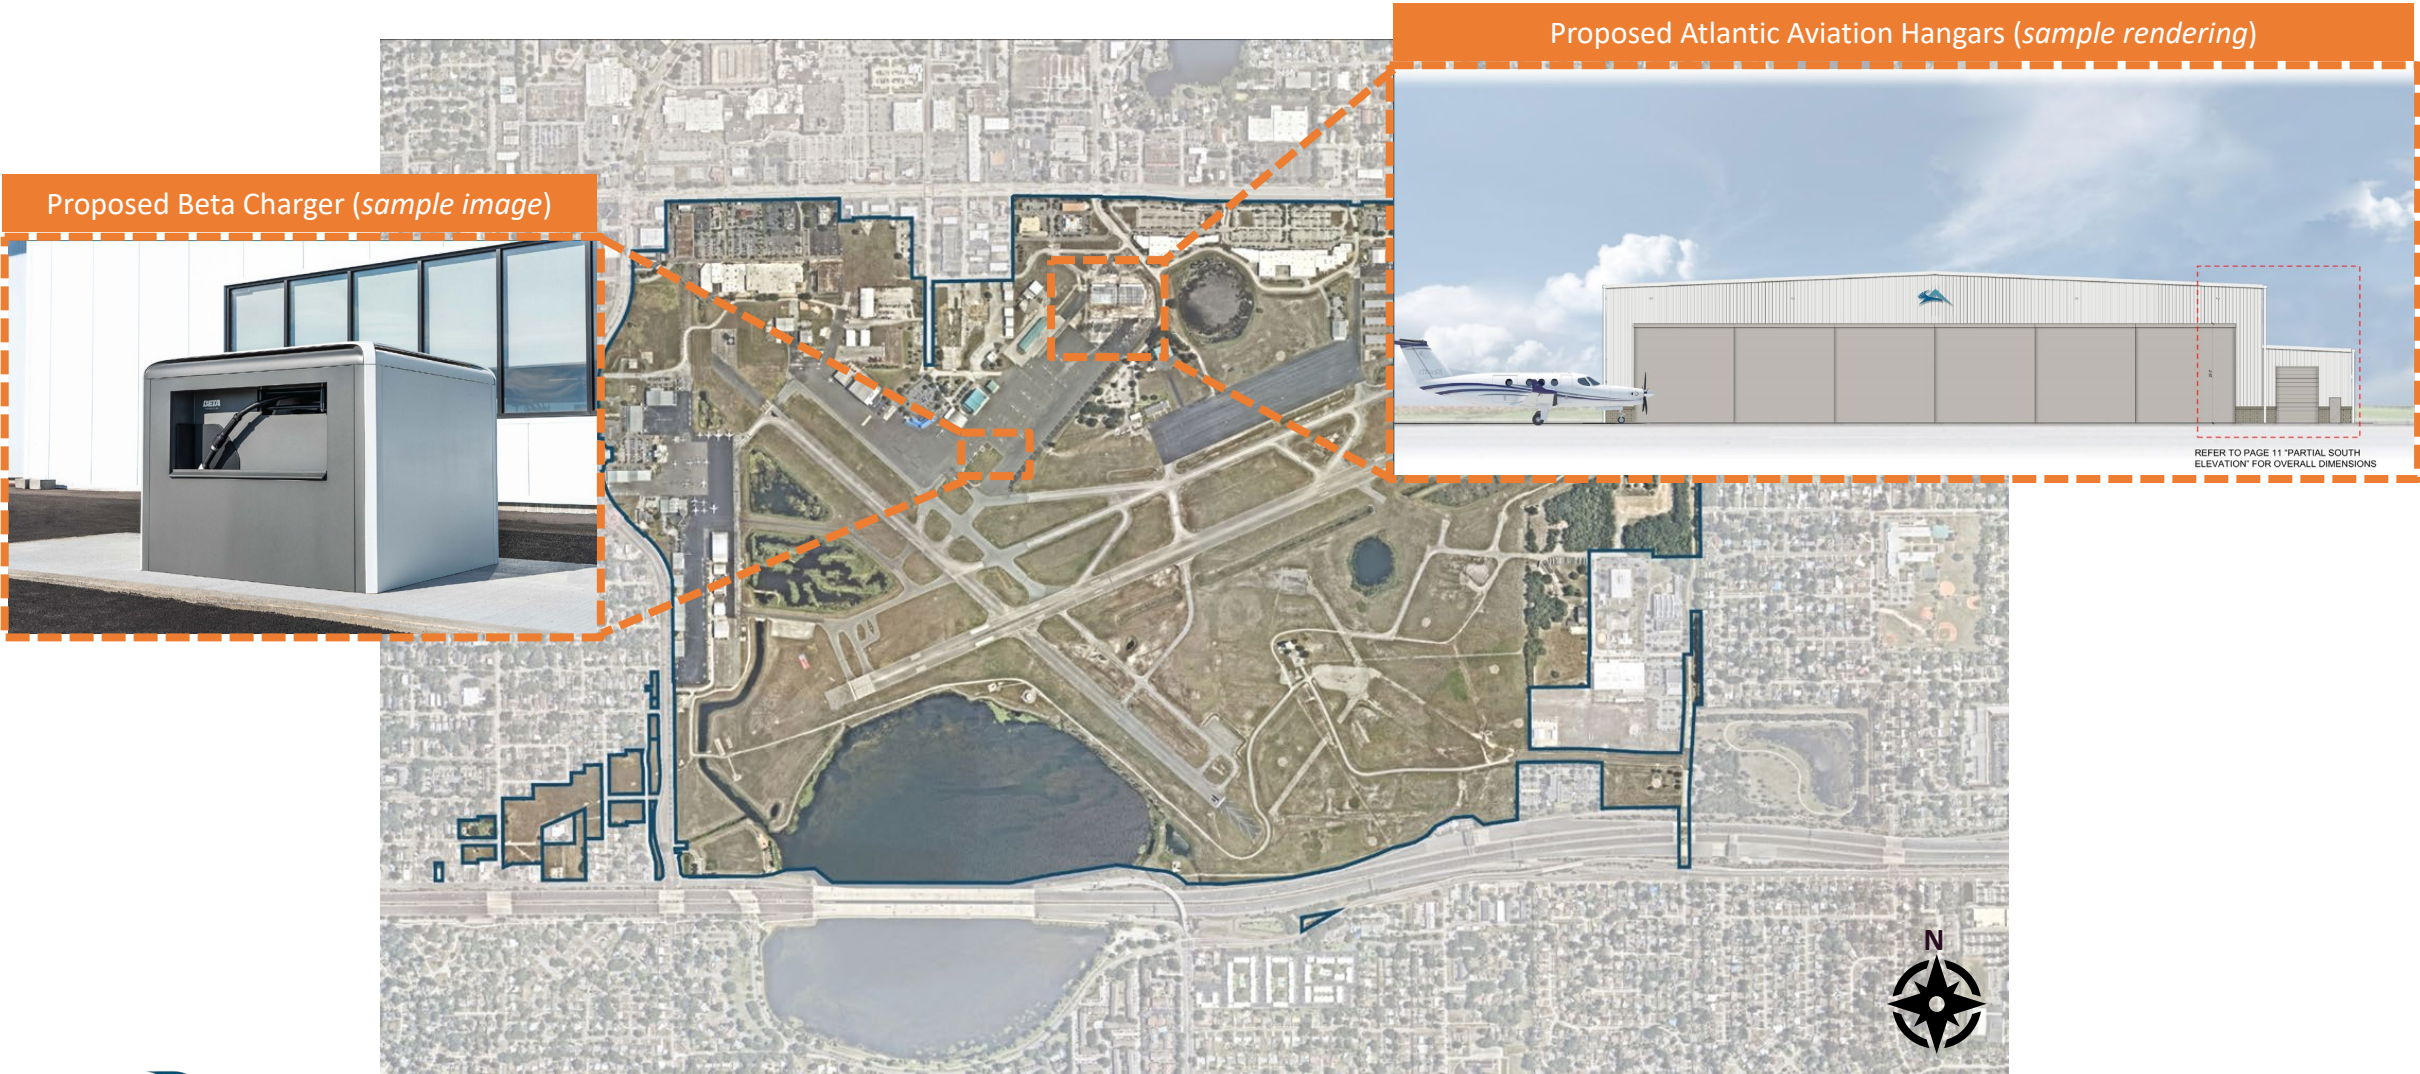 Proposed Atlantic Aviation Hangars (sample rendering)
Proposed Beta Charger (sample image)
BETA
REFER TO PAGE 11 "PARTIAL SOUTH
ELEVATION" FOR OVERALL DIMENSIONS
N